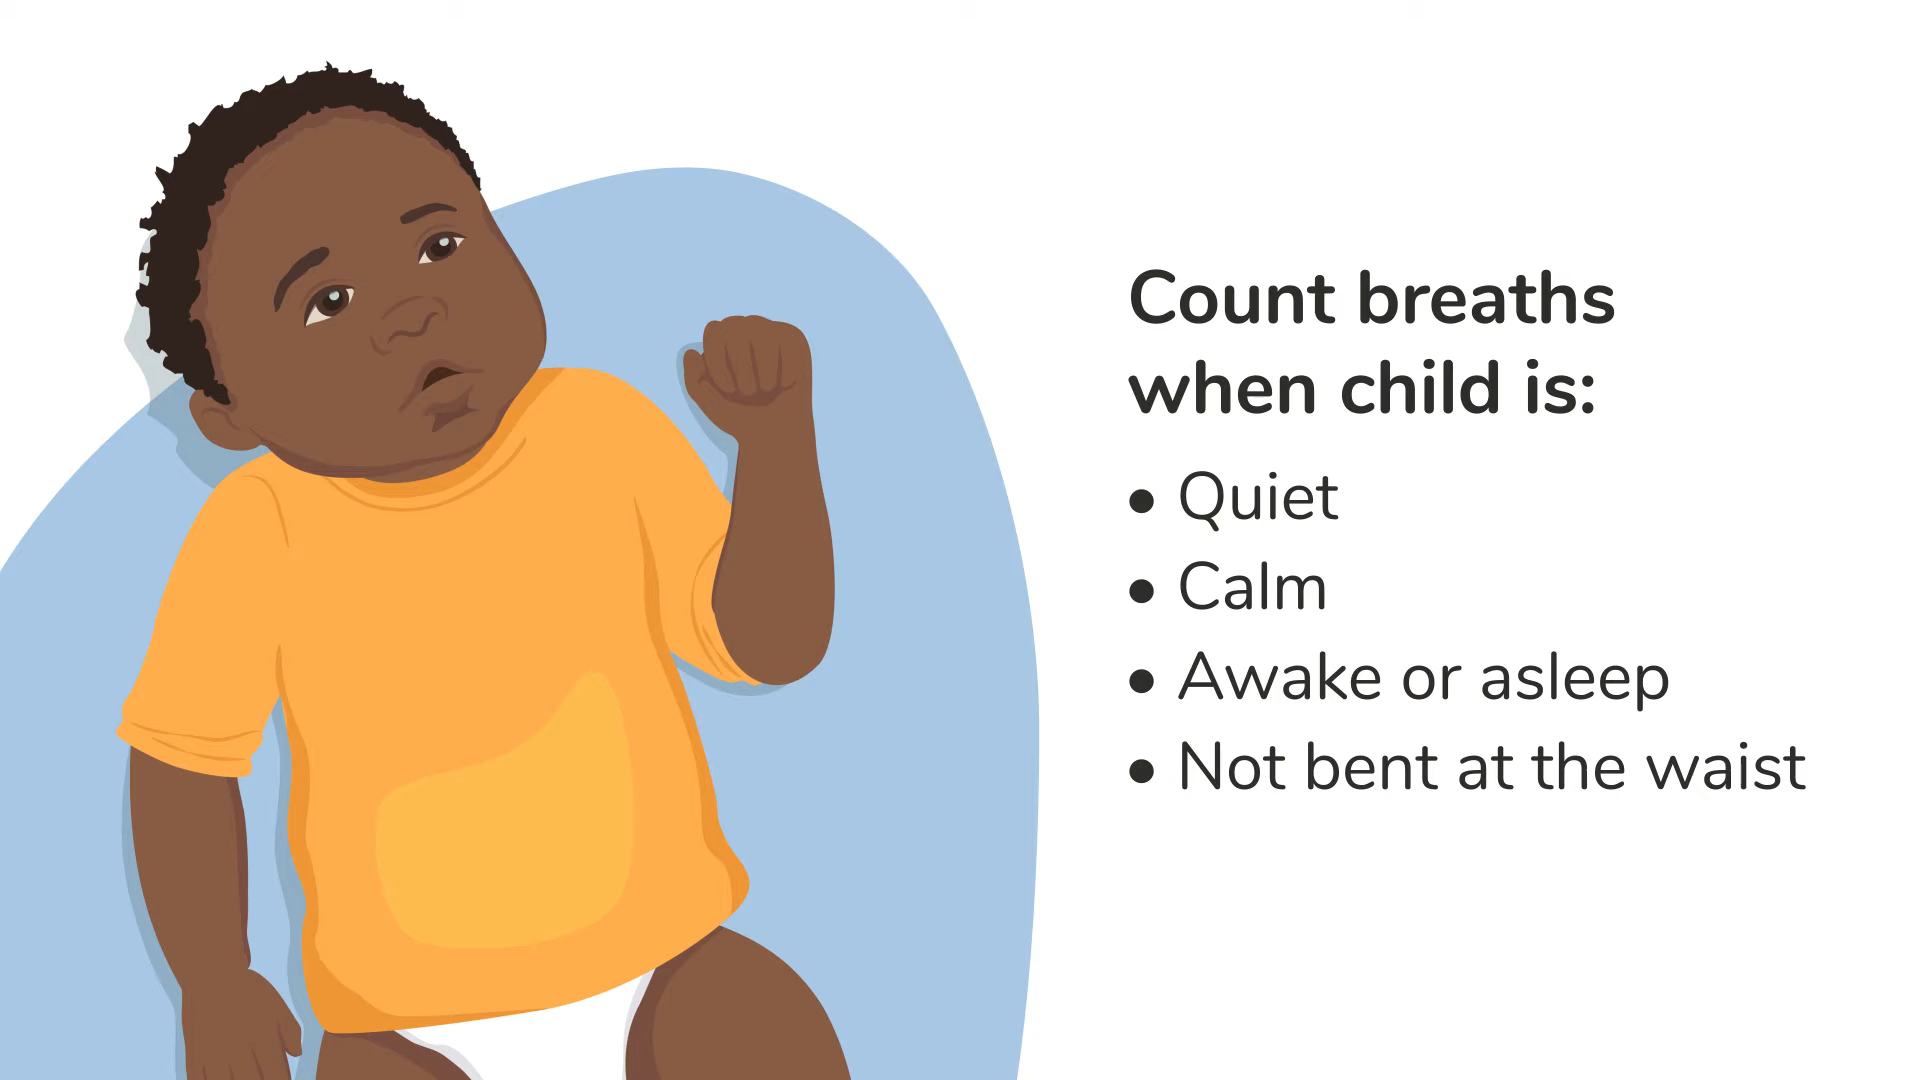 Count breaths
when child is:
• Quiet
• Calm
• Awake or asleep
• Not bent at the waist